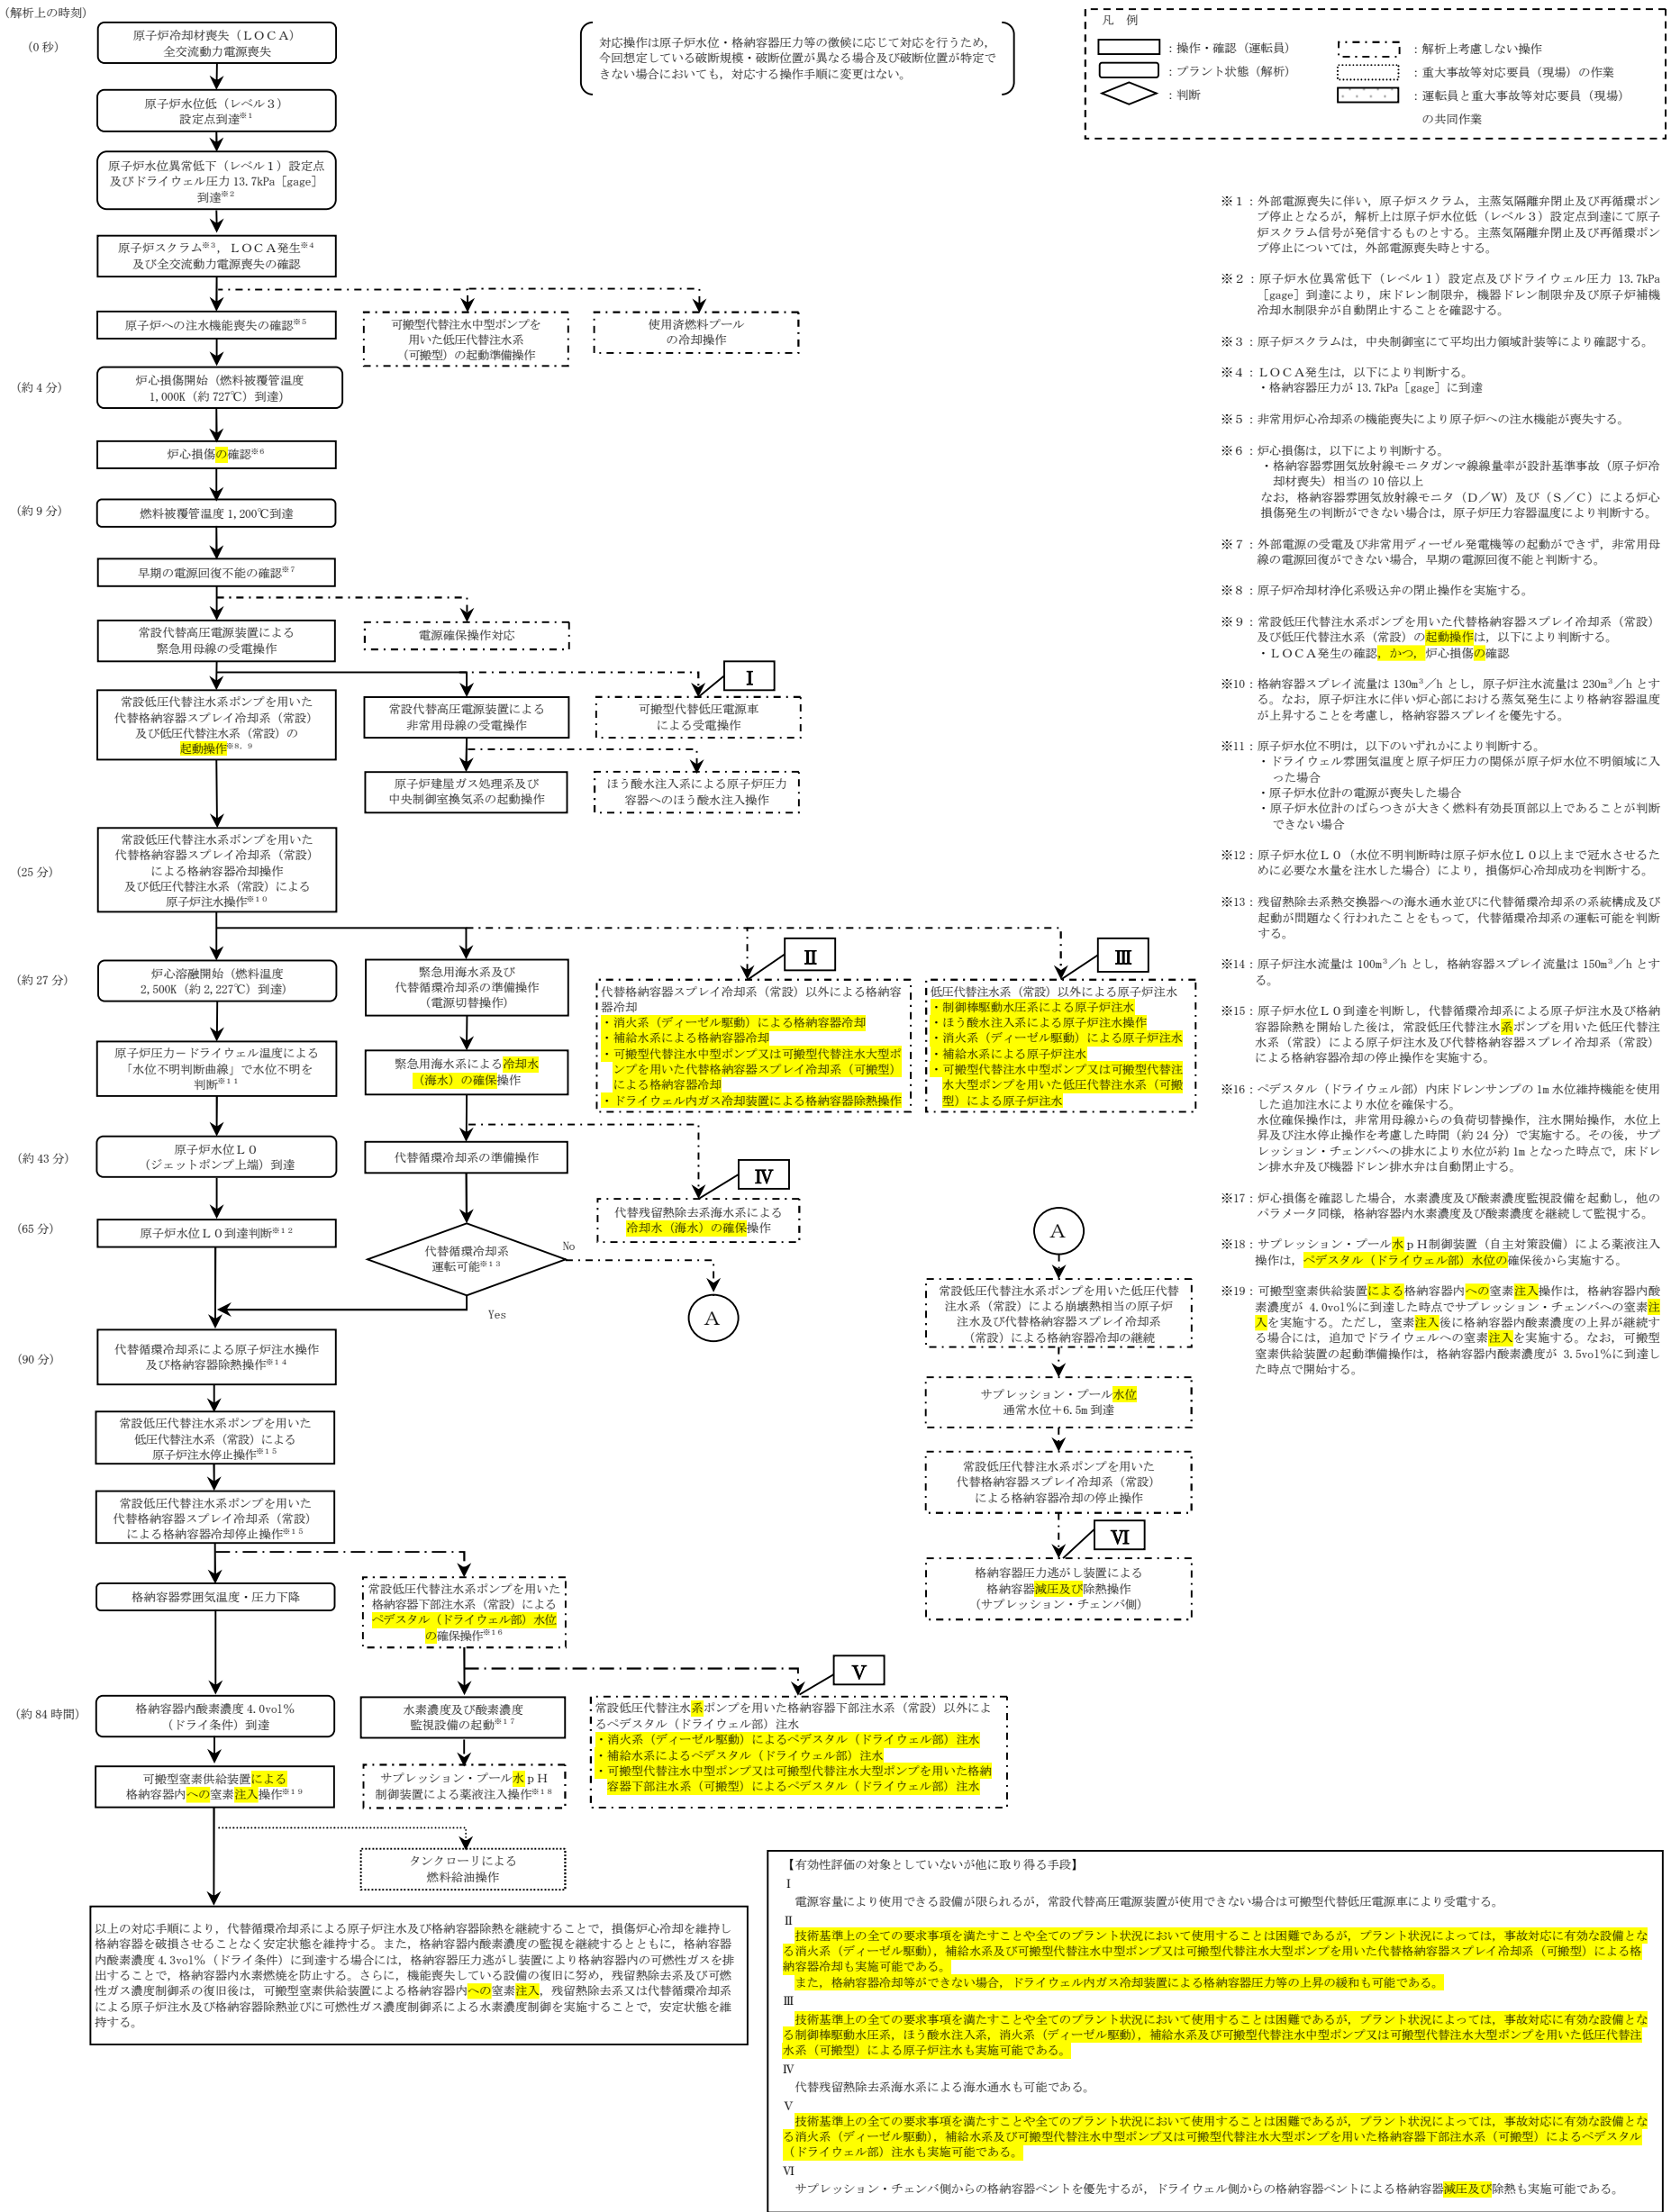 （解析上の時刻）
（0 秒）
原子炉冷却材喪失（ＬＯＣＡ）
全交流動力電源喪失
原子炉水位低（レベル３）
設定点到達※１
原子炉水位異常低下（レベル１）設定点
及びドライウェル圧力 13.7kPa［gage］
到達※２
原子炉スクラム※３，ＬＯＣＡ発生※４
及び全交流動力電源喪失の確認
原子炉への注水機能喪失の確認※５
可搬型代替注水中型ポンプを
用いた低圧代替注水系
（可搬型）の起動準備操作
使用済燃料プール
の冷却操作
（約 4 分）
炉心損傷開始（燃料被覆管温度
1,000K（約 727℃）到達）
炉心損傷の確認※６
（約 9 分）
燃料被覆管温度 1,200℃到達
早期の電源回復不能の確認※７
常設代替高圧電源装置による
緊急用母線の受電操作
電源確保操作対応
常設低圧代替注水系ポンプを用いた
代替格納容器スプレイ冷却系（常設）
及び低圧代替注水系（常設）の
起動操作※８，９
常設代替高圧電源装置による
非常用母線の受電操作
Ⅰ
可搬型代替低圧電源車
による受電操作
原子炉建屋ガス処理系及び
中央制御室換気系の起動操作
ほう酸水注入系による原子炉圧力
容器へのほう酸水注入操作
（25 分）
常設低圧代替注水系ポンプを用いた
代替格納容器スプレイ冷却系（常設）
による格納容器冷却操作
及び低圧代替注水系（常設）による
原子炉注水操作※１０
（約 27 分）
炉心溶融開始（燃料温度
2,500K（約 2,227℃）到達）
緊急用海水系及び
代替循環冷却系の準備操作
（電源切替操作）
Ⅱ
代替格納容器スプレイ冷却系（常設）以外による格納容
器冷却
・消火系（ディーゼル駆動）による格納容器冷却
・補給水系による格納容器冷却
・可搬型代替注水中型ポンプ又は可搬型代替注水大型ポ
ンプを用いた代替格納容器スプレイ冷却系（可搬型）
による格納容器冷却
・ドライウェル内ガス冷却装置による格納容器除熱操作
Ⅲ
低圧代替注水系（常設）以外による原子炉注水
・制御棒駆動水圧系による原子炉注水
・ほう酸水注入系による原子炉注水操作
・消火系（ディーゼル駆動）による原子炉注水
・補給水系による原子炉注水
・可搬型代替注水中型ポンプ又は可搬型代替注
水大型ポンプを用いた低圧代替注水系（可搬
型）による原子炉注水
原子炉圧力－ドライウェル温度による
「水位不明判断曲線」で水位不明を
判断※１１
緊急用海水系による冷却水
（海水）の確保操作
（約 43 分）
原子炉水位Ｌ０
（ジェットポンプ上端）到達
代替循環冷却系の準備操作
Ⅳ
代替残留熱除去系海水系による
冷却水（海水）の確保操作
（65 分）
原子炉水位Ｌ０到達判断※１２
代替循環冷却系
運転可能※１３
No
Yes
A
（90 分）
代替循環冷却系による原子炉注水操作
及び格納容器除熱操作※１４
常設低圧代替注水系ポンプを用いた
低圧代替注水系（常設）による
原子炉注水停止操作※１５
常設低圧代替注水系ポンプを用いた
代替格納容器スプレイ冷却系（常設）
による格納容器冷却停止操作※１５
格納容器雰囲気温度・圧力下降
常設低圧代替注水系ポンプを用いた
格納容器下部注水系（常設）による
ペデスタル（ドライウェル部）水位
の確保操作※１６
（約 84 時間）
格納容器内酸素濃度 4.0vol％
（ドライ条件）到達
水素濃度及び酸素濃度
監視設備の起動※１７
Ⅴ
常設低圧代替注水系ポンプを用いた格納容器下部注水系（常設）以外によ
るペデスタル（ドライウェル部）注水
・消火系（ディーゼル駆動）によるペデスタル（ドライウェル部）注水
・補給水系によるペデスタル（ドライウェル部）注水
・可搬型代替注水中型ポンプ又は可搬型代替注水大型ポンプを用いた格納
容器下部注水系（可搬型）によるペデスタル（ドライウェル部）注水
可搬型窒素供給装置による
格納容器内への窒素注入操作※１９
サプレッション・プール水ｐＨ
制御装置による薬液注入操作※１８
タンクローリによる
燃料給油操作
以上の対応手順により，代替循環冷却系による原子炉注水及び格納容器除熱を継続することで，損傷炉心冷却を維持し
格納容器を破損させることなく安定状態を維持する。また，格納容器内酸素濃度の監視を継続するとともに，格納容器
内酸素濃度 4.3vol％（ドライ条件）に到達する場合には，格納容器圧力逃がし装置により格納容器内の可燃性ガスを排
出することで，格納容器内水素燃焼を防止する。さらに，機能喪失している設備の復旧に努め，残留熱除去系及び可燃
性ガス濃度制御系の復旧後は，可搬型窒素供給装置による格納容器内への窒素注入，残留熱除去系又は代替循環冷却系
による原子炉注水及び格納容器除熱並びに可燃性ガス濃度制御系による水素濃度制御を実施することで，安定状態を維
持する。
対応操作は原子炉水位・格納容器圧力等の徴候に応じて対応を行うため，
今回想定している破断規模・破断位置が異なる場合及び破断位置が特定で
きない場合においても，対応する操作手順に変更はない。
凡　例
：操作・確認（運転員）
：プラント状態（解析）
：判断
：解析上考慮しない操作
：重大事故等対応要員（現場）の作業
：運転員と重大事故等対応要員（現場）
の共同作業
※１：外部電源喪失に伴い，原子炉スクラム，主蒸気隔離弁閉止及び再循環ポン
プ停止となるが，解析上は原子炉水位低（レベル３）設定点到達にて原子
炉スクラム信号が発信するものとする。主蒸気隔離弁閉止及び再循環ポン
プ停止については，外部電源喪失時とする。
※２：原子炉水位異常低下（レベル１）設定点及びドライウェル圧力 13.7kPa
［gage］到達により，床ドレン制限弁，機器ドレン制限弁及び原子炉補機
冷却水制限弁が自動閉止することを確認する。
※３：原子炉スクラムは，中央制御室にて平均出力領域計装等により確認する。
※４：ＬＯＣＡ発生は，以下により判断する。
・格納容器圧力が 13.7kPa［gage］に到達
※５：非常用炉心冷却系の機能喪失により原子炉への注水機能が喪失する。
※６：炉心損傷は，以下により判断する。
・格納容器雰囲気放射線モニタガンマ線線量率が設計基準事故（原子炉冷
却材喪失）相当の 10 倍以上
なお，格納容器雰囲気放射線モニタ（Ｄ／Ｗ）及び（Ｓ／Ｃ）による炉心
損傷発生の判断ができない場合は，原子炉圧力容器温度により判断する。
※７：外部電源の受電及び非常用ディーゼル発電機等の起動ができず，非常用母
線の電源回復ができない場合，早期の電源回復不能と判断する。
※８：原子炉冷却材浄化系吸込弁の閉止操作を実施する。
※９：常設低圧代替注水系ポンプを用いた代替格納容器スプレイ冷却系（常設）
及び低圧代替注水系（常設）の起動操作は，以下により判断する。
・ＬＯＣＡ発生の確認，かつ，炉心損傷の確認
※10：格納容器スプレイ流量は 130m³／h とし，原子炉注水流量は 230m³／h とす
る。なお，原子炉注水に伴い炉心部における蒸気発生により格納容器温度
が上昇することを考慮し，格納容器スプレイを優先する。
※11：原子炉水位不明は，以下のいずれかにより判断する。
・ドライウェル雰囲気温度と原子炉圧力の関係が原子炉水位不明領域に入
った場合
・原子炉水位計の電源が喪失した場合
・原子炉水位計のばらつきが大きく燃料有効長頂部以上であることが判断
できない場合
※12：原子炉水位Ｌ０（水位不明判断時は原子炉水位Ｌ０以上まで冠水させるた
めに必要な水量を注水した場合）により，損傷炉心冷却成功を判断する。
※13：残留熱除去系熱交換器への海水通水並びに代替循環冷却系の系統構成及び
起動が問題なく行われたことをもって，代替循環冷却系の運転可能を判断
する。
※14：原子炉注水流量は 100m³／h とし，格納容器スプレイ流量は 150m³／h とす
る。
※15：原子炉水位Ｌ０到達を判断し，代替循環冷却系による原子炉注水及び格納
容器除熱を開始した後は，常設低圧代替注水系ポンプを用いた低圧代替注
水系（常設）による原子炉注水及び代替格納容器スプレイ冷却系（常設）
による格納容器冷却の停止操作を実施する。
※16：ペデスタル（ドライウェル部）内床ドレンサンプの 1m 水位維持機能を使用
した追加注水により水位を確保する。
水位確保操作は，非常用母線からの負荷切替操作，注水開始操作，水位上
昇及び注水停止操作を考慮した時間（約 24 分）で実施する。その後，サプ
レッション・チェンバへの排水により水位が約 1m となった時点で，床ドレ
ン排水弁及び機器ドレン排水弁は自動閉止する。
※17：炉心損傷を確認した場合，水素濃度及び酸素濃度監視設備を起動し，他の
パラメータ同様，格納容器内水素濃度及び酸素濃度を継続して監視する。
※18：サプレッション・プール水ｐＨ制御装置（自主対策設備）による薬液注入
操作は，ペデスタル（ドライウェル部）水位の確保後から実施する。
※19：可搬型窒素供給装置による格納容器内への窒素注入操作は，格納容器内酸
素濃度が 4.0vol％に到達した時点でサプレッション・チェンバへの窒素注
入を実施する。ただし，窒素注入後に格納容器内酸素濃度の上昇が継続す
る場合には，追加でドライウェルへの窒素注入を実施する。なお，可搬型
窒素供給装置の起動準備操作は，格納容器内酸素濃度が 3.5vol％に到達し
た時点で開始する。
A
常設低圧代替注水系ポンプを用いた低圧代替
注水系（常設）による崩壊熱相当の原子炉
注水及び代替格納容器スプレイ冷却系
（常設）による格納容器冷却の継続
サプレッション・プール水位
通常水位＋6.5m 到達
常設低圧代替注水系ポンプを用いた
代替格納容器スプレイ冷却系（常設）
による格納容器冷却の停止操作
Ⅵ
格納容器圧力逃がし装置による
格納容器減圧及び除熱操作
（サプレッション・チェンバ側）
【有効性評価の対象としていないが他に取り得る手段】
Ⅰ
電源容量により使用できる設備が限られるが，常設代替高圧電源装置が使用できない場合は可搬型代替低圧電源車により受電する。
Ⅱ
技術基準上の全ての要求事項を満たすことや全てのプラント状況において使用することは困難であるが，プラント状況によっては，事故対応に有効な設備とな
る消火系（ディーゼル駆動），補給水系及び可搬型代替注水中型ポンプ又は可搬型代替注水大型ポンプを用いた代替格納容器スプレイ冷却系（可搬型）による格
納容器冷却も実施可能である。
また，格納容器冷却等ができない場合，ドライウェル内ガス冷却装置による格納容器圧力等の上昇の緩和も可能である。
Ⅲ
技術基準上の全ての要求事項を満たすことや全てのプラント状況において使用することは困難であるが，プラント状況によっては，事故対応に有効な設備とな
る制御棒駆動水圧系，ほう酸水注入系，消火系（ディーゼル駆動），補給水系及び可搬型代替注水中型ポンプ又は可搬型代替注水大型ポンプを用いた低圧代替注
水系（可搬型）による原子炉注水も実施可能である。
Ⅳ
代替残留熱除去系海水系による海水通水も可能である。
Ⅴ
技術基準上の全ての要求事項を満たすことや全てのプラント状況において使用することは困難であるが，プラント状況によっては，事故対応に有効な設備とな
る消火系（ディーゼル駆動），補給水系及び可搬型代替注水中型ポンプ又は可搬型代替注水大型ポンプを用いた格納容器下部注水系（可搬型）によるペデスタル
（ドライウェル部）注水も実施可能である。
Ⅵ
サプレッション・チェンバ側からの格納容器ベントを優先するが，ドライウェル側からの格納容器ベントによる格納容器減圧及び除熱も実施可能である。